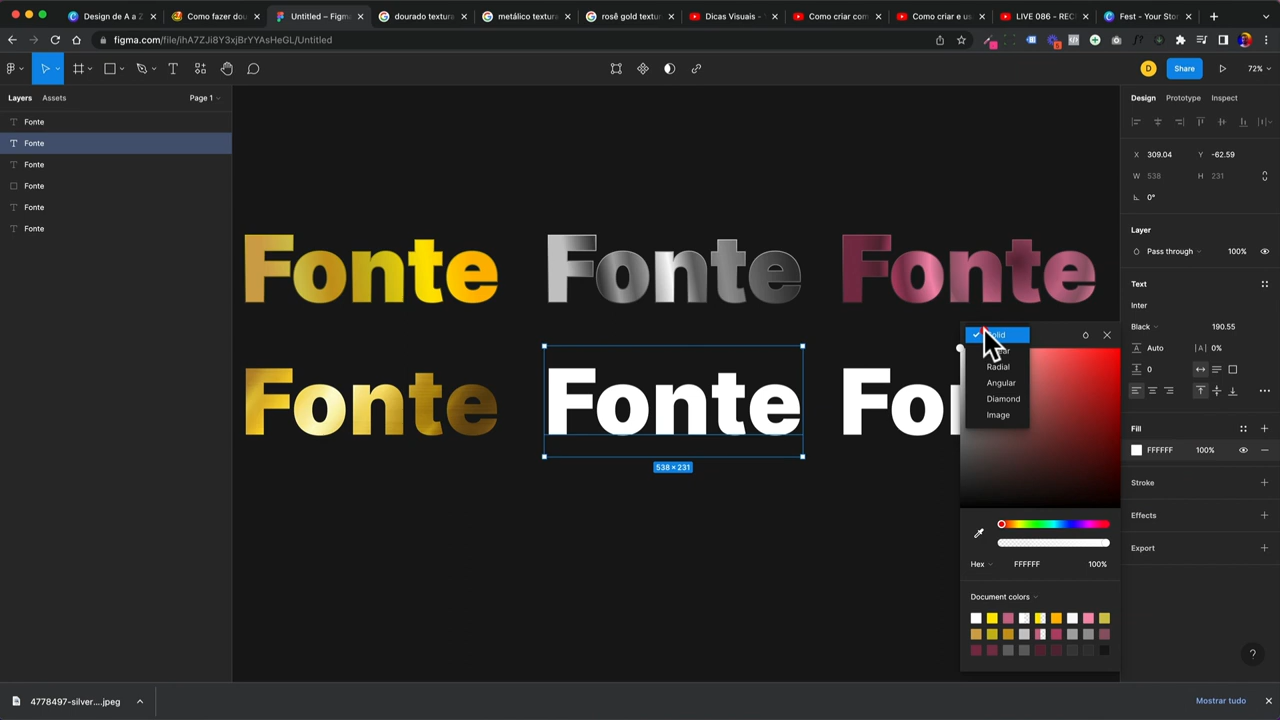 Design de A a Z
Como fazer dou
Untitled – Figm
dourado textur
metálico textur
rosê gold textur
Dicas Visuais -
Como criar com
Como criar e us
LIVE 086 - REC
Fest - Your Sto
figma.com/file/ihA7ZJi8Y3xjBrYYAsHeGL/Untitled
D
Share
72%
Layers
Assets
Page 1
Design
Prototype
Inspect
Fonte
Fonte
Fonte
Fonte
Fonte
Fonte
X 309.04 Y -62.59
W 538 H 231
0°
Layer
Pass through 100%
Text
Inter
Black 190.55
Auto |A| 0%
0
Fill
FFFFFF 100%
Stroke
Effects
Export
Fonte Fonte Fonte
Fonte Fonte Fo
538 × 231
Radial
Angular
Diamond
Image
Hex FFFFFF 100%
Document colors
?
4778497-silver....jpeg
Mostrar tudo